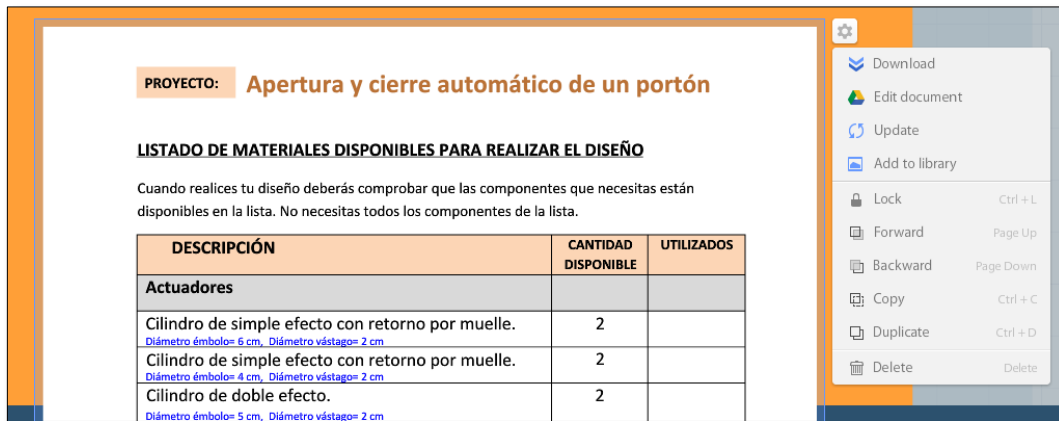 PROYECTO: Apertura y cierre automático de un portón
LISTADO DE MATERIALES DISPONIBLES PARA REALIZAR EL DISEÑO
Cuando realices tu diseño deberás comprobar que las componentes que necesitas están
disponibles en la lista. No necesitas todos los componentes de la lista.
DESCRIPCIÓN CANTIDAD DISPONIBLE UTILIZADOS
Actuadores
Cilindro de simple efecto con retorno por muelle. 2
Diámetro émbolo= 6 cm, Diámetro vástago= 2 cm
Cilindro de simple efecto con retorno por muelle. 2
Diámetro émbolo= 4 cm, Diámetro vástago= 2 cm
Cilindro de doble efecto. 2
Diámetro émbolo= 5 cm, Diámetro vástago= 2 cm
Download
Edit document
Update
Add to library
Lock Ctrl + L
Forward Page Up
Backward Page Down
Copy Ctrl + C
Duplicate Ctrl + D
Delete Delete